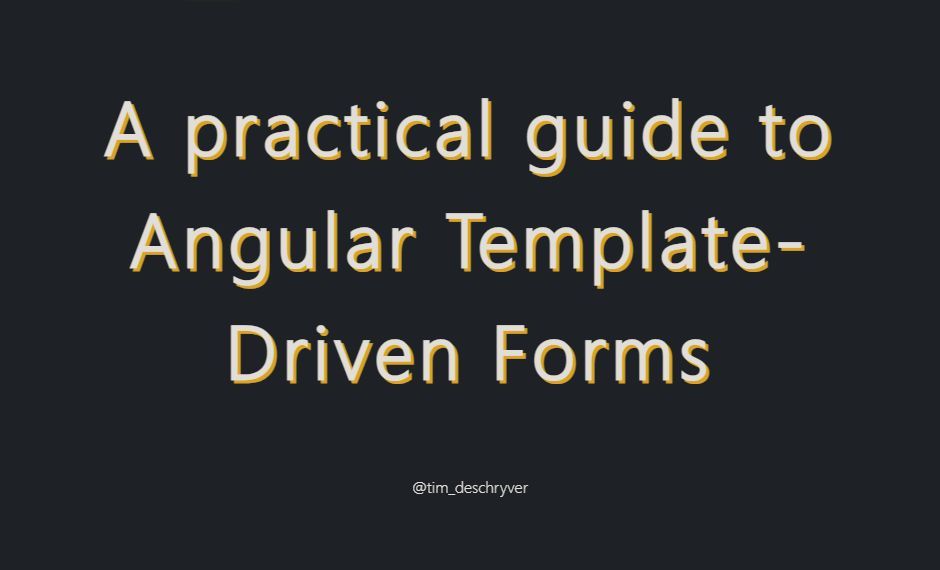 A practical guide to
Angular Template-
Driven Forms
@tim_deschryver